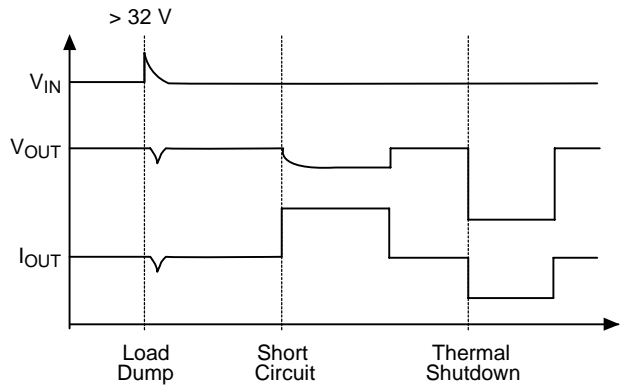 > 32 V
VIN
VOUT
IOUT
Load
Dump
Short
Circuit
Thermal
Shutdown